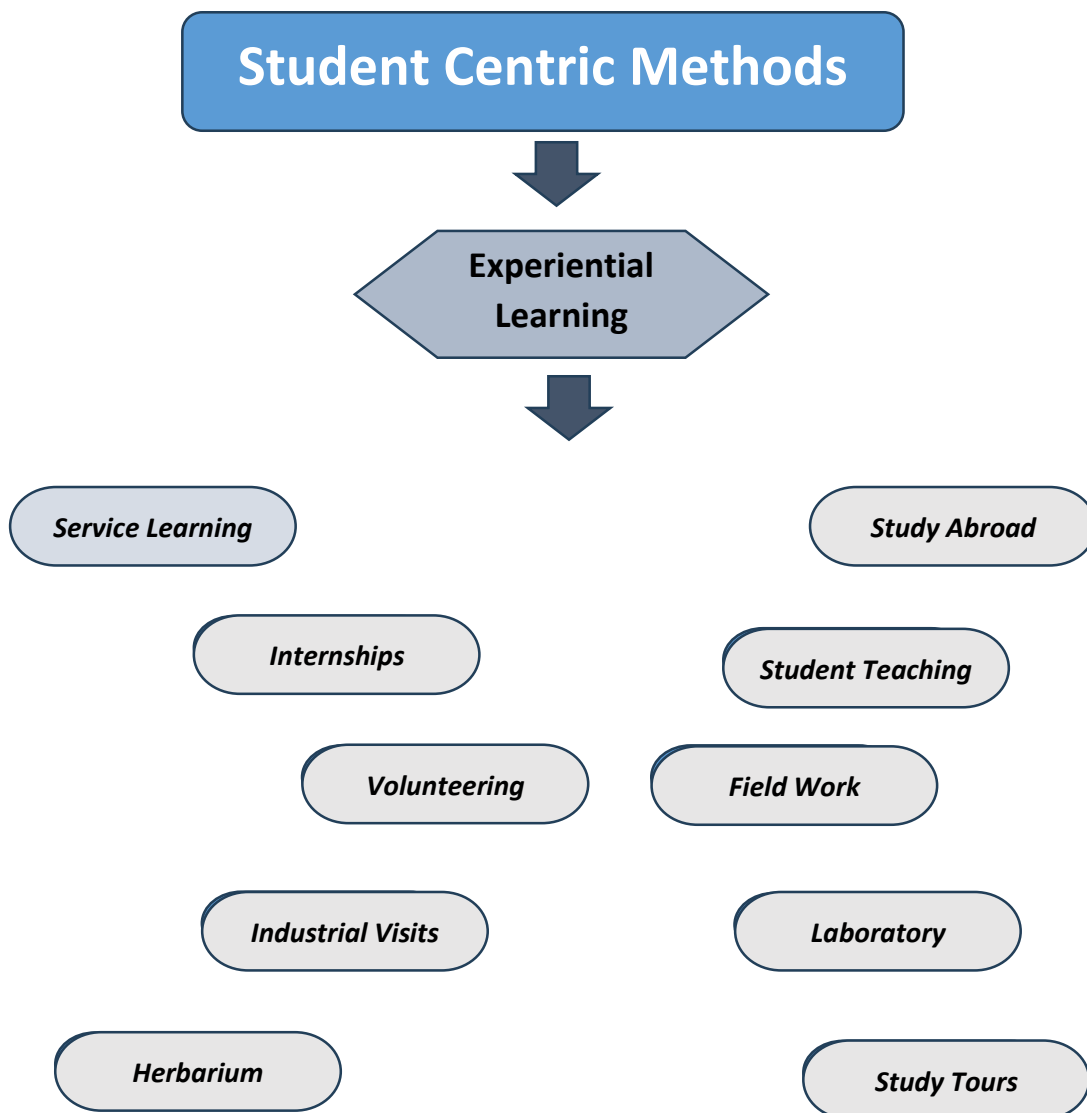 Student Centric Methods
Experiential
Learning
Service Learning
Study Abroad
Internships
Student Teaching
Volunteering
Field Work
Industrial Visits
Laboratory
Herbarium
Study Tours